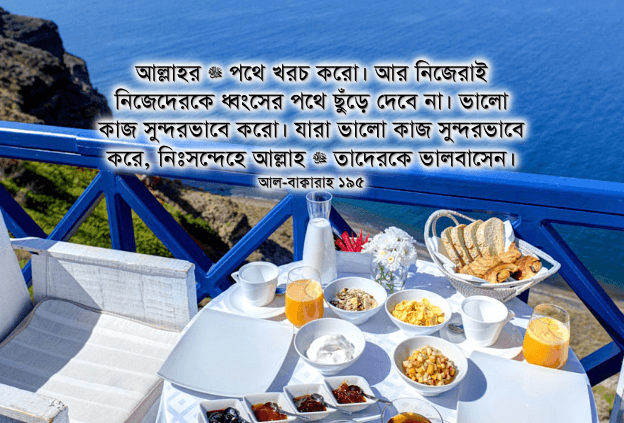 আল্লাহর ﷻ পথে খরচ করো। আর নিজেরাই
নিজেদেরকে ধ্বংসের পথে ছুঁড়ে দেবে না। ভালো
কাজ সুন্দরভাবে করো। যারা ভালো কাজ সুন্দরভাবে
করে, নিঃসন্দেহে আল্লাহ ﷻ তাদেরকে ভালবাসেন।
আল-বাক্বারাহ ১৯৫